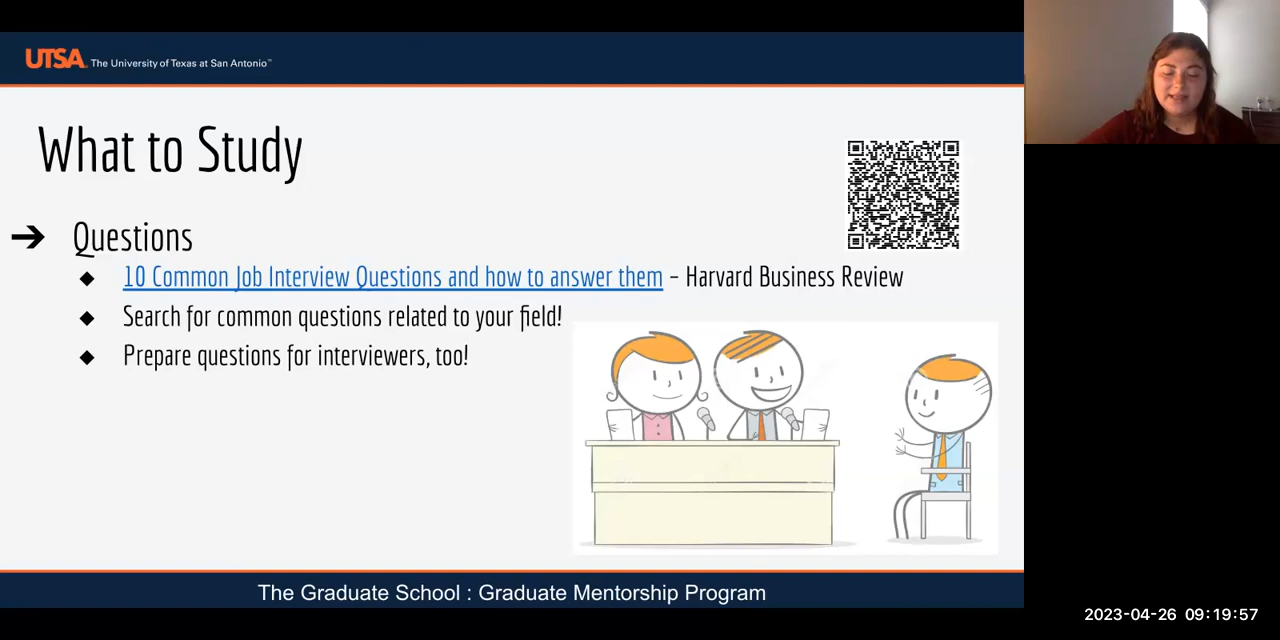 UTSA The University of Texas at San Antonio™
What to Study
➔ Questions
◆ 10 Common Job Interview Questions and how to answer them – Harvard Business Review
◆ Search for common questions related to your field!
◆ Prepare questions for interviewers, too!
The Graduate School : Graduate Mentorship Program
2023-04-26 09:19:57